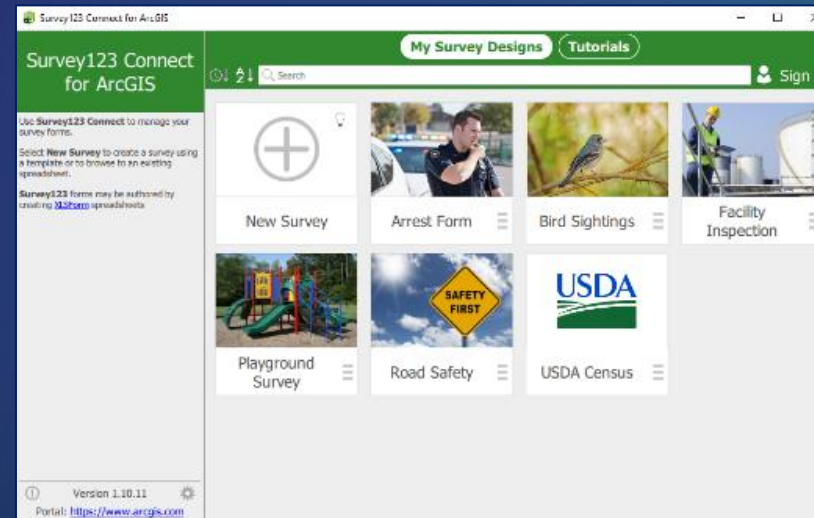 Survey123 Connect for ArcGIS
My Survey Designs
Tutorials
Survey123 Connect
for ArcGIS
Search
Sign
Use Survey123 Connect to manage your
survey forms.
Select New Survey to create a survey using
a template or to browse to an existing
spreadsheet.
Survey123 forms may be authored by
creating XLSForm spreadsheets
New Survey
Arrest Form
Bird Sightings
Facility
Inspection
SAFETY
FIRST
USDA
Playground
Survey
Road Safety
USDA Census
Version 1.10.11
Portal: https://www.arcgis.com